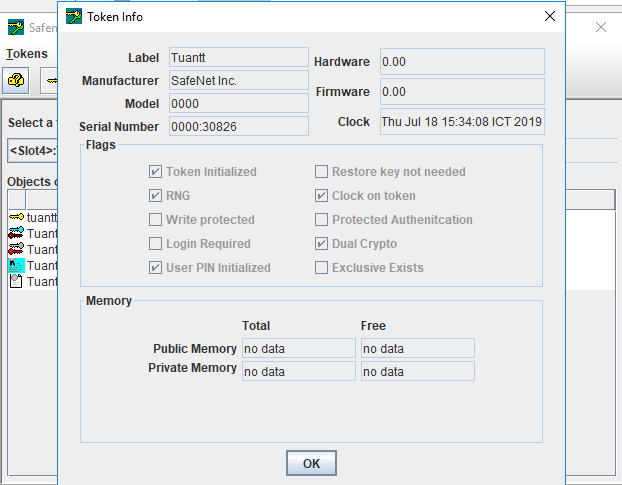 Safen
Token Info
Tokens
Select a
<Slot4>:
Objects o
tuantt
Tuant
Tuant
Tuant
Tuant
Label Tuantt
Manufacturer SafeNet Inc.
Model 0000
Serial Number 0000:30826
Hardware 0.00
Firmware 0.00
Clock Thu Jul 18 15:34:08 ICT 2019
Flags
Token Initialized
Restore key not needed
RNG
Clock on token
Write protected
Protected Authenitcation
Login Required
Dual Crypto
User PIN Initialized
Exclusive Exists
Memory
Total Free
Public Memory no data no data
Private Memory no data no data
OK